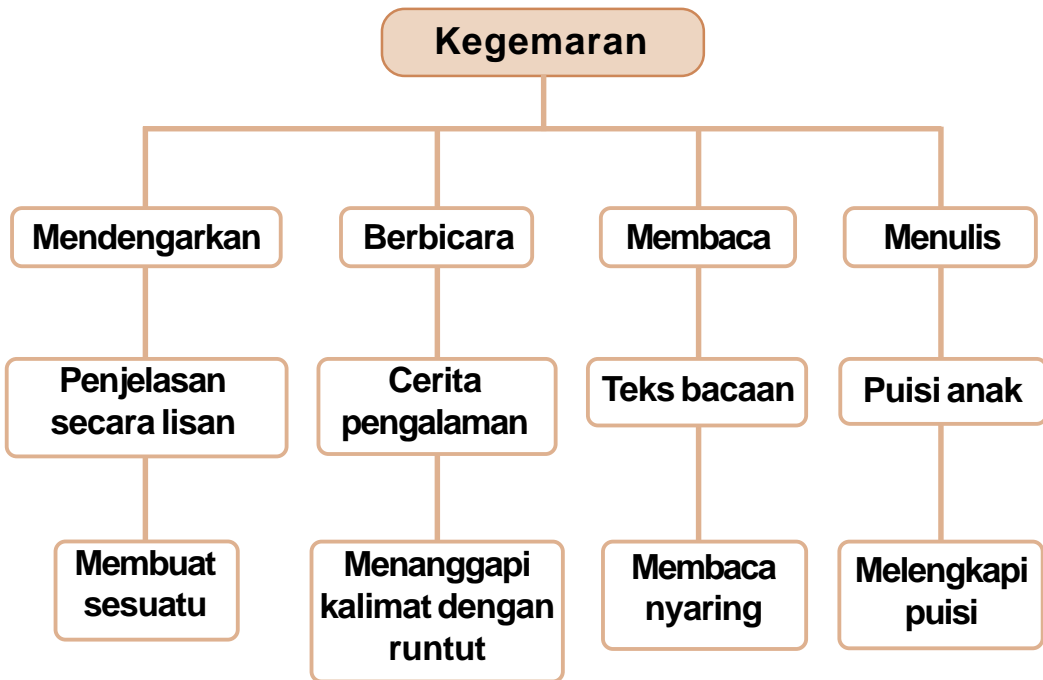 Kegemaran
Mendengarkan
Berbicara
Membaca
Menulis
Penjelasan
secara lisan
Cerita
pengalaman
Teks bacaan
Puisi anak
Membuat
sesuatu
Menanggapi
kalimat dengan
runtut
Membaca
nyaring
Melengkapi
puisi